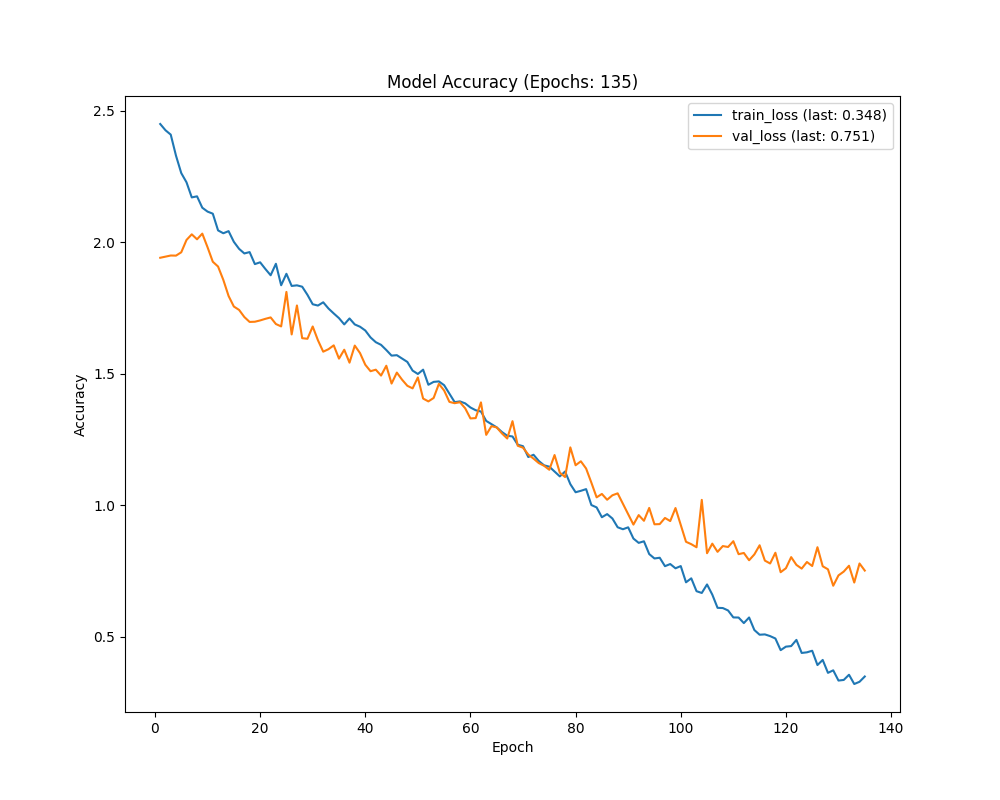 Model Accuracy (Epochs: 135)
train_loss (last: 0.348)
val_loss (last: 0.751)
Accuracy
2.5
2.0
1.5
1.0
0.5
0 20 40 60 80 100 120 140
Epoch